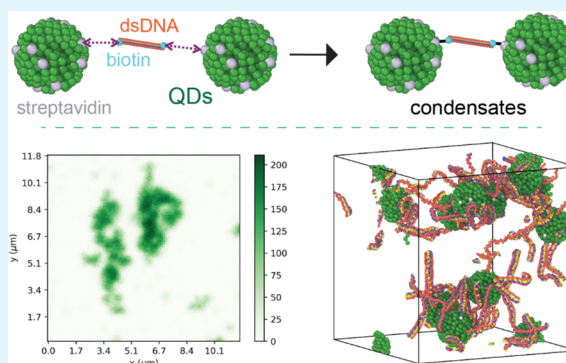 dsDNA
biotin
streptavidin
QDs
condensates
11.8
10.1
8.4
6.7
5.1
3.4
1.7
y (μm)
0.0 1.7 3.4 5.1 6.7 8.4 10.1
200
175
150
125
100
75
50
25
0